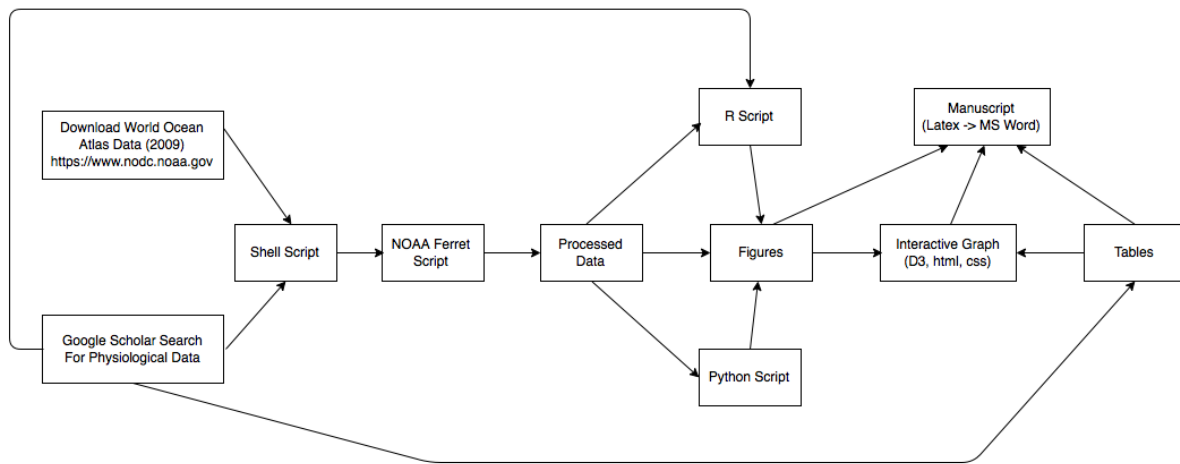 Download World Ocean
Atlas Data (2009)
https://www.nodc.noaa.gov
Google Scholar Search
For Physiological Data
Shell Script
NOAA Ferret
Script
Processed
Data
R Script
Figures
Python Script
Manuscript
(Latex -> MS Word)
Interactive Graph
(D3, html, css)
Tables